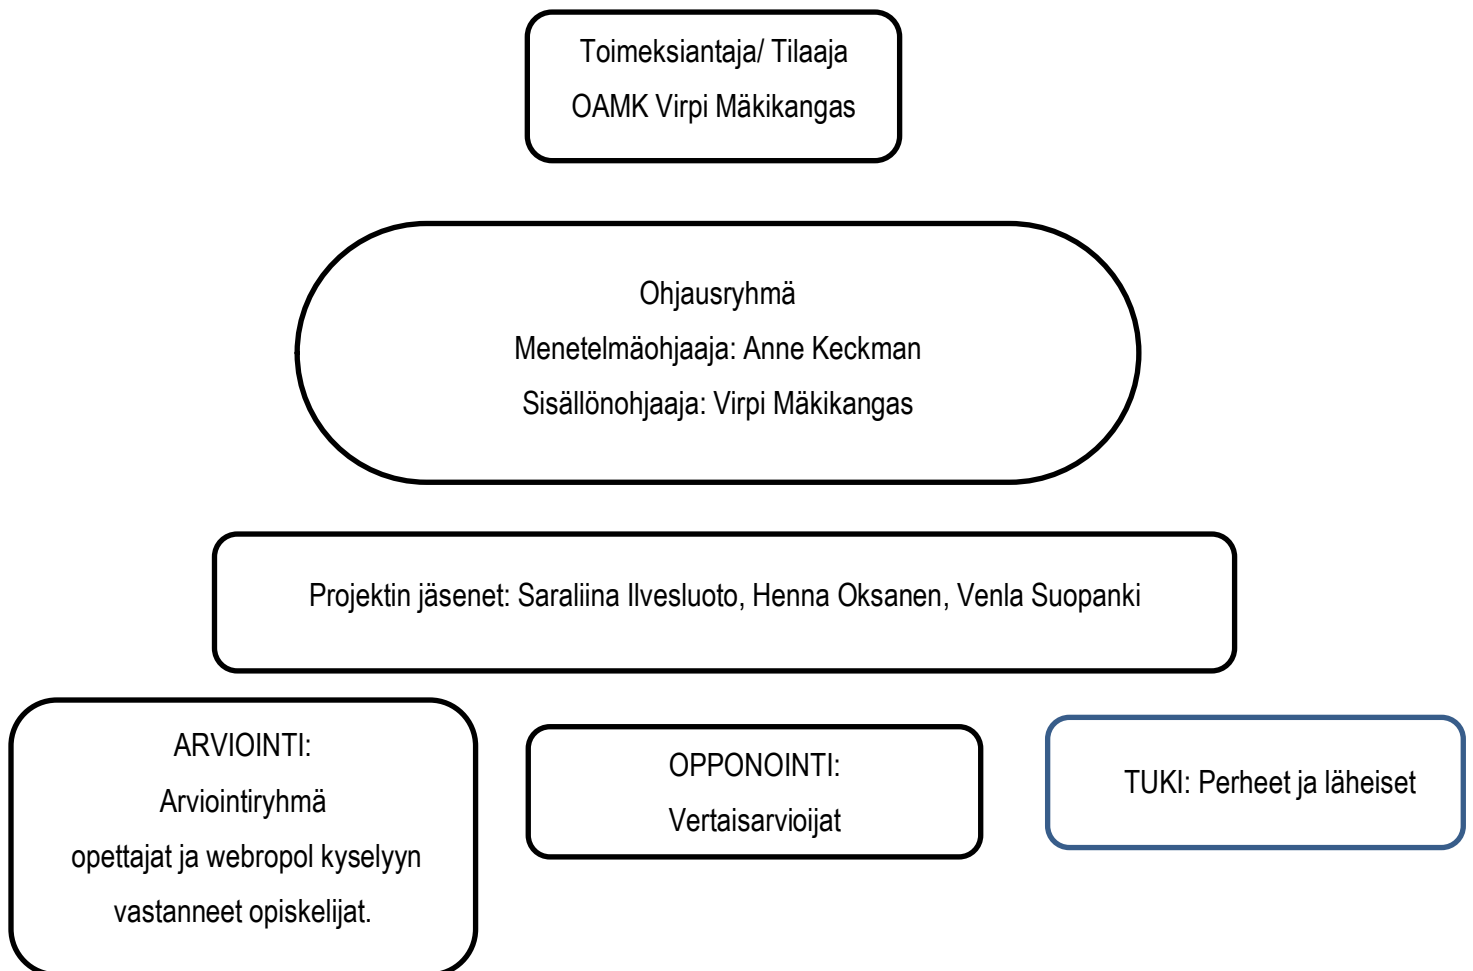 Toimeksiantaja/ Tilaaja
OAMK Virpi Mäkikangas
Ohjausryhmä
Menetelmäohjaaja: Anne Keckman
Sisällönohjaaja: Virpi Mäkikangas
Projektin jäsenet: Saraliina Ilvesluoto, Henna Oksanen, Venla Suopanki
ARVIOINTI:
Arviointiryhmä
opettajat ja webropol kyselyyn
vastanneet opiskelijat.
OPPONOINTI:
Vertaisarvioijat
TUKI: Perheet ja läheiset